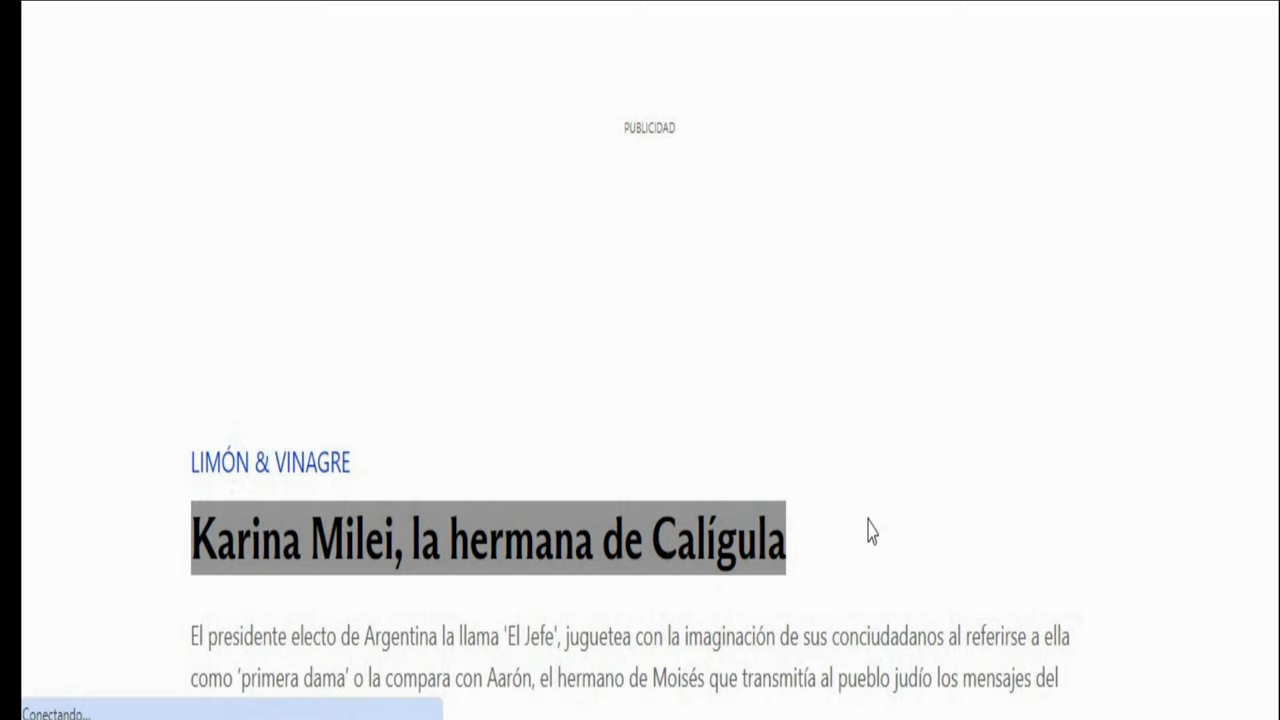 PUBLICIDAD
LIMÓN & VINAGRE
Karina Milei, la hermana de Calígula
El presidente electo de Argentina la llama 'El Jefe', juguetea con la imaginación de sus conciudadanos al referirse a ella
como ‘primera dama’ o la compara con Aarón, el hermano de Moisés que transmitía al pueblo judío los mensajes del
Conectando...